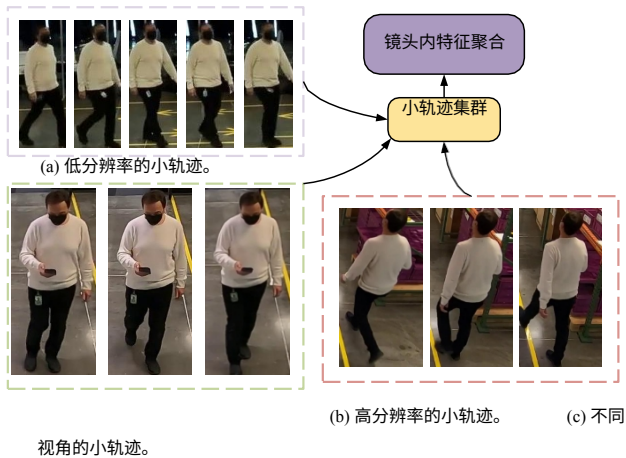 镜头内特征聚合
小轨迹集群
(a) 低分辨率的小轨迹。
(b) 高分辨率的小轨迹。 (c) 不同
视角的小轨迹。